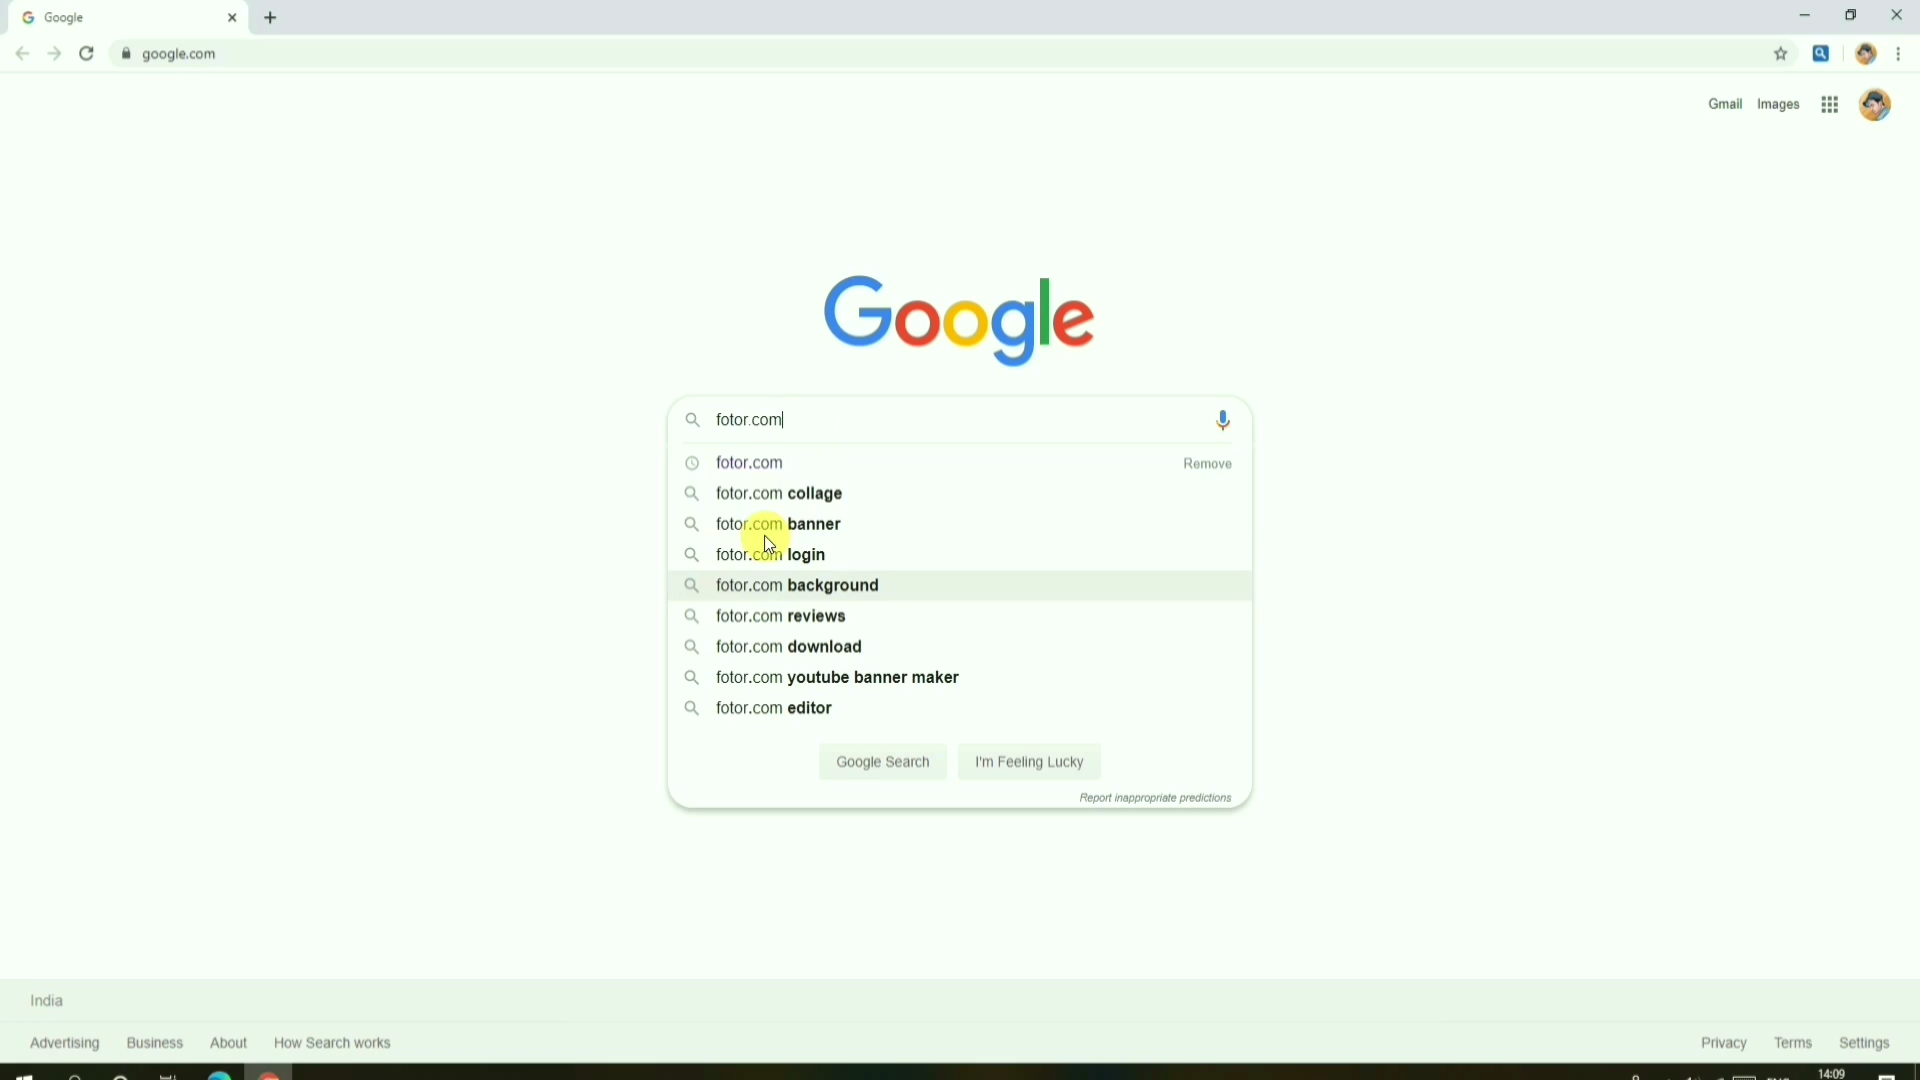 Google
google.com
Gmail Images
Google
fotor.com
fotor.com Remove
fotor.com collage
fotor.com banner
fotor.com login
fotor.com background
fotor.com reviews
fotor.com download
fotor.com youtube banner maker
fotor.com editor
Google Search I'm Feeling Lucky
Report inappropriate predictions
India
Advertising Business About How Search works Privacy Terms Settings
14:09